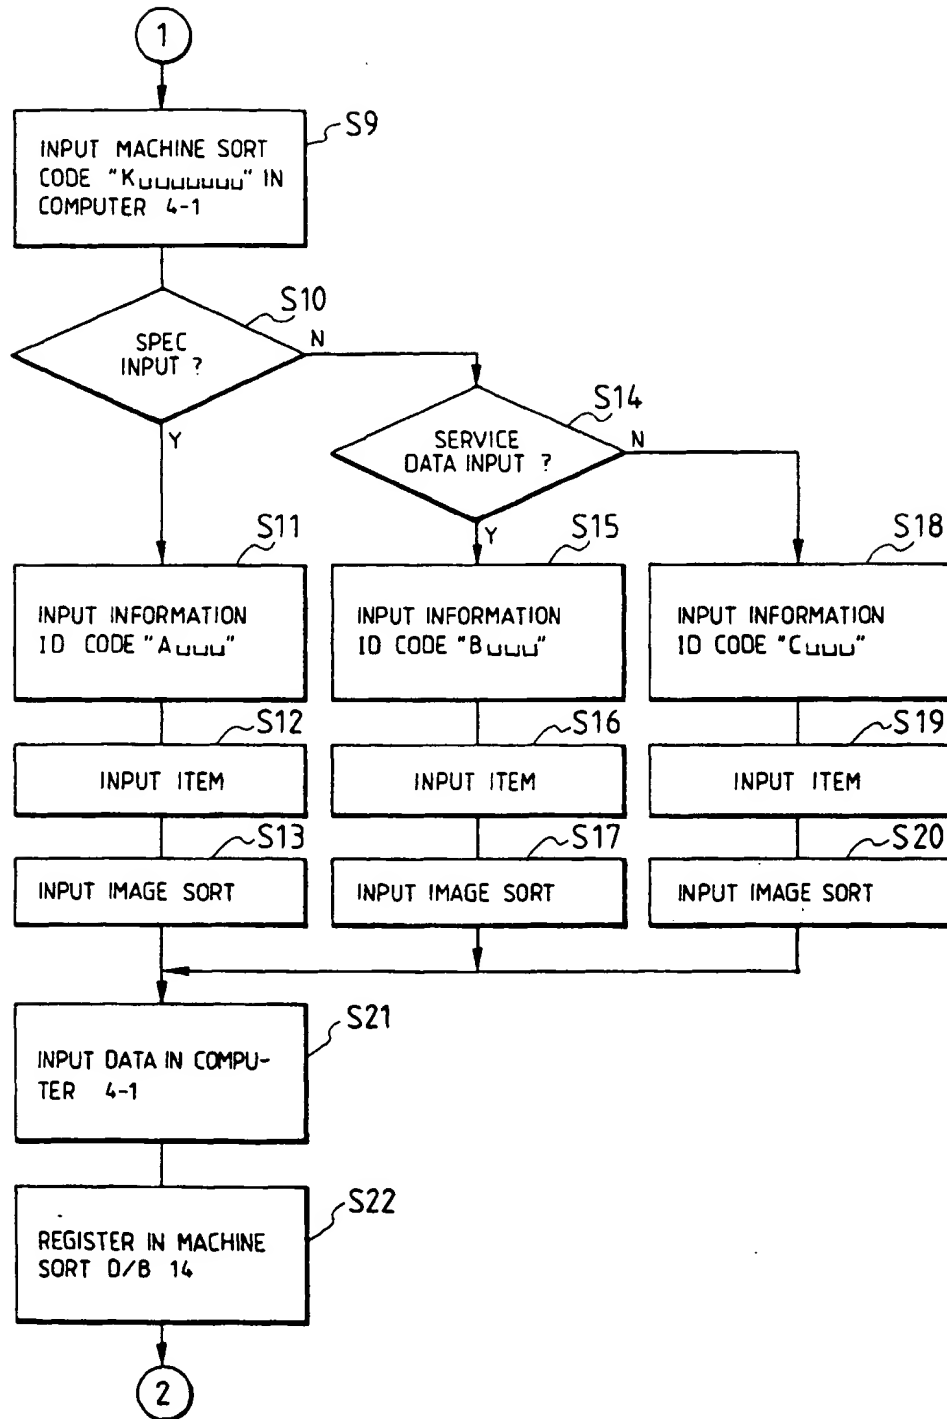 1
S9
INPUT MACHINE SORT
CODE "K␣␣␣␣␣␣␣" IN
COMPUTER 4-1
S10
SPEC
INPUT ?
N
Y
S14
SERVICE
DATA INPUT ?
N
Y
S11
INPUT INFORMATION
ID CODE "A␣␣␣"
S15
INPUT INFORMATION
ID CODE "B␣␣␣"
S18
INPUT INFORMATION
ID CODE "C␣␣␣"
S12
INPUT ITEM
S16
INPUT ITEM
S19
INPUT ITEM
S13
INPUT IMAGE SORT
S17
INPUT IMAGE SORT
S20
INPUT IMAGE SORT
S21
INPUT DATA IN COMPU-
TER 4-1
S22
REGISTER IN MACHINE
SORT D/B 14
2